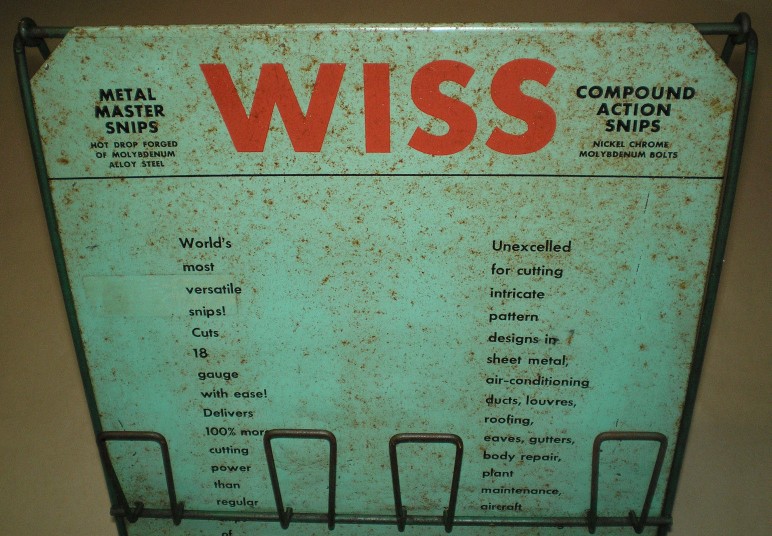 WISS
METAL
MASTER
SNIPS
HOT DROP FORGED
OF MOLYBDENUM
ALLOY STEEL
COMPOUND
ACTION
SNIPS
NICKEL CHROME
MOLYBDENUM BOLTS
World's
most
versatile
snips!
Cuts
18
gauge
with ease!
Delivers
100% more
cutting
power
than
regular
of
Unexcelled
for cutting
intricate
pattern
designs in
sheet metal,
air-conditioning
ducts, louvres,
roofing,
eaves, gutters,
body repair,
plant
maintenance,
aircraft